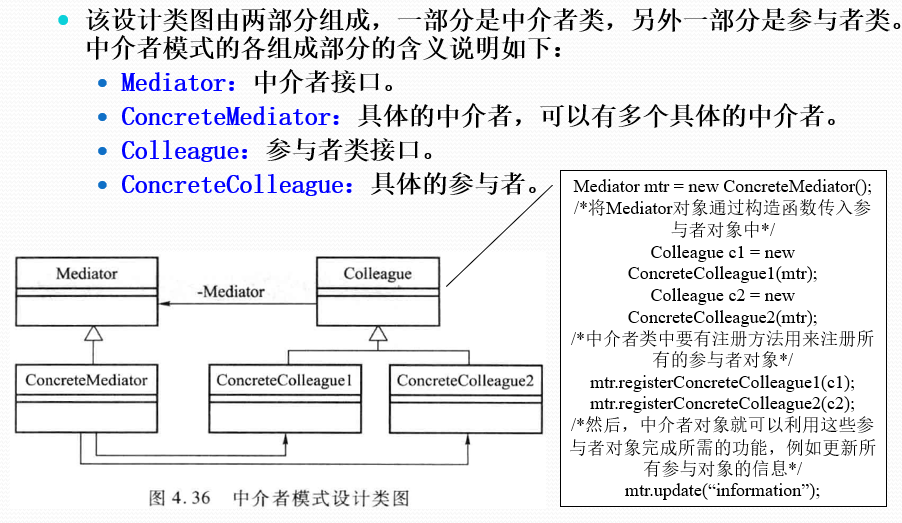 该设计类图由两部分组成，一部分是中介者类，另外一部分是参与者类。
中介者模式的各组成部分的含义说明如下：
Mediator：中介者接口。
ConcreteMediator：具体的中介者，可以有多个具体的中介者。
Colleague：参与者类接口。
ConcreteColleague：具体的参与者。
Mediator mtr = new ConcreteMediator();
/*将Mediator对象通过构造函数传入参
与者对象中*/
Colleague c1 = new
ConcreteColleague1(mtr);
Colleague c2 = new
ConcreteColleague2(mtr);
/*中介者类中要有注册方法用来注册所
有的参与者对象*/
mtr.registerConcreteColleague1(c1);
mtr.registerConcreteColleague2(c2);
/*然后，中介者对象就可以利用这些参
与者对象完成所需的功能，例如更新所
有参与对象的信息*/
mtr.update(“information”);
Mediator
-Mediator
Colleague
ConcreteMediator
ConcreteColleague1
ConcreteColleague2
图 4.36 中介者模式设计类图